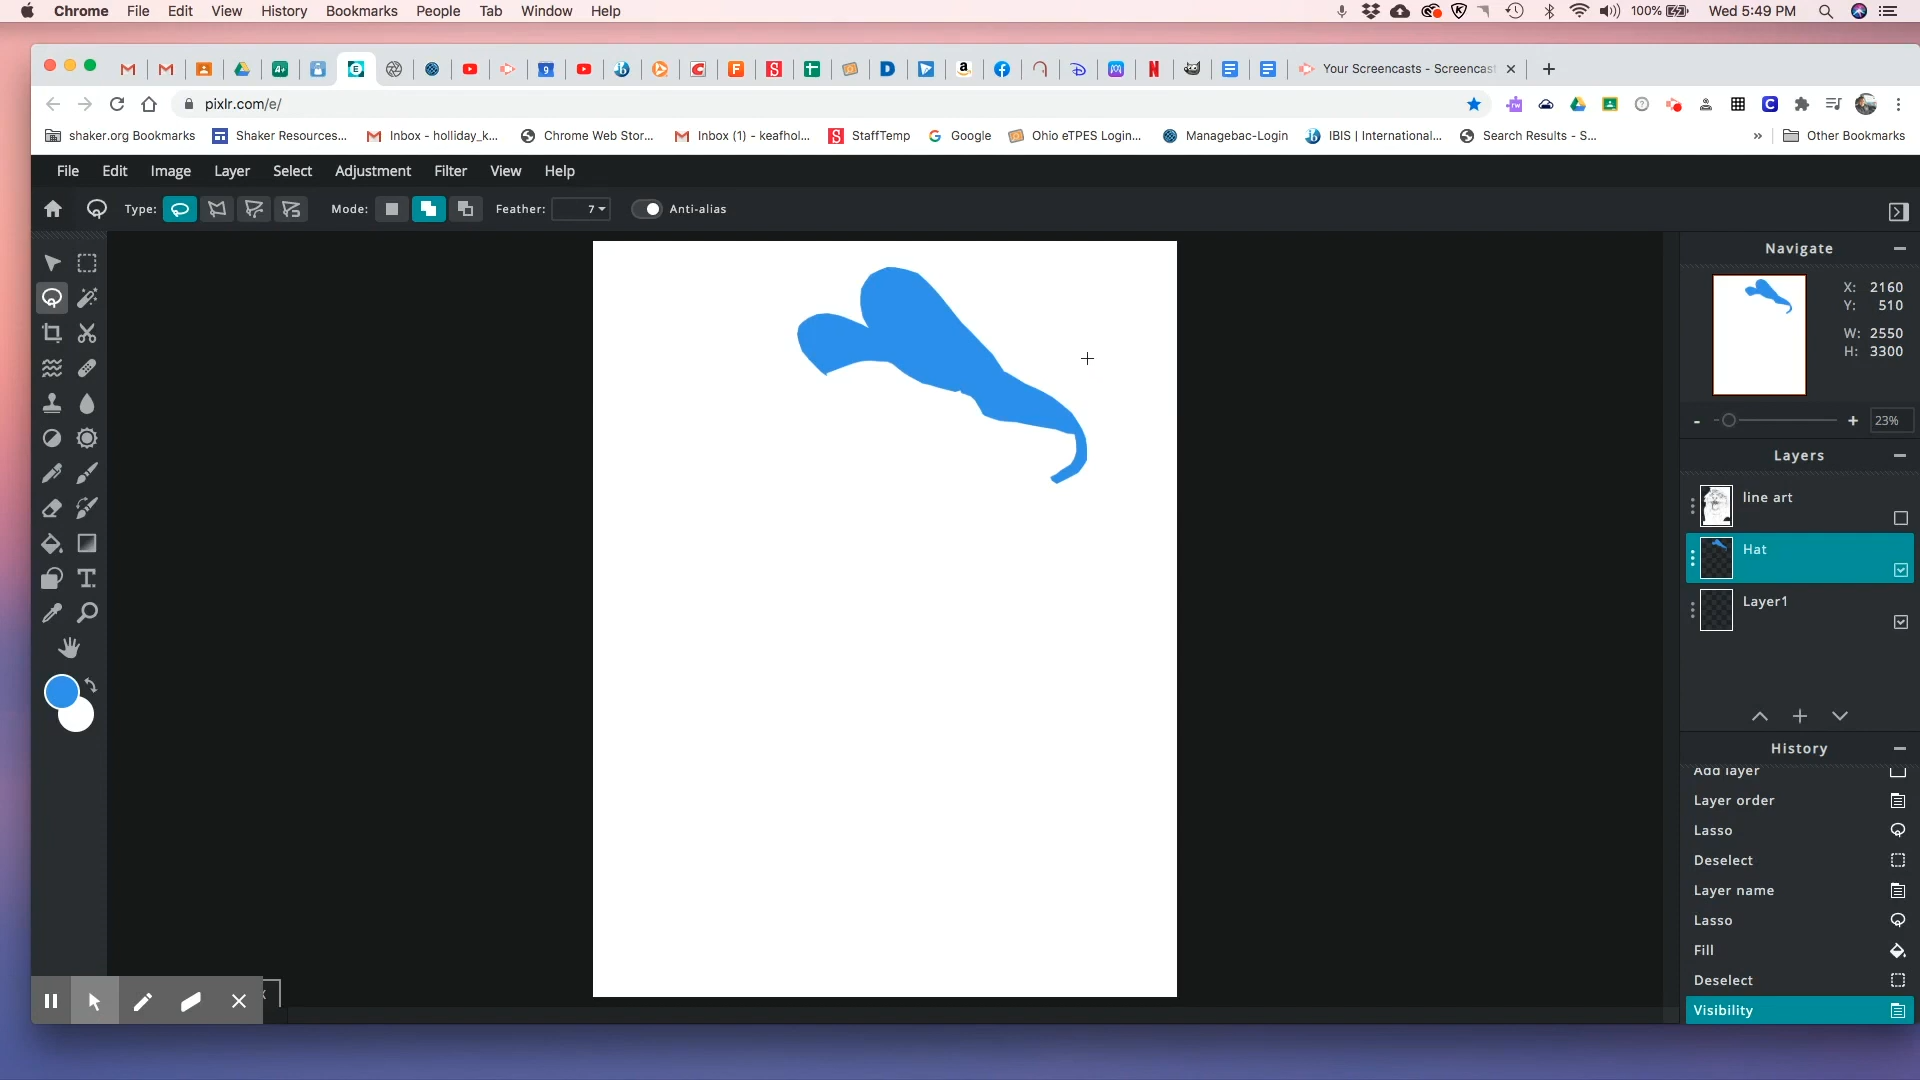 Chrome File Edit View History Bookmarks People Tab Window Help 100% Wed 5:49 PM
Your Screencasts - Screencast
pixlr.com/e/
shaker.org Bookmarks Shaker Resources... Inbox - holliday_k... Chrome Web Stor... Inbox (1) - keafhol... StaffTemp Google Ohio eTPES Login... Managebac-Login IBIS | International... Search Results - S... » Other Bookmarks
File Edit Image Layer Select Adjustment Filter View Help
Type: Mode: Feather: 7 Anti-alias
Navigate
X: 2160
Y: 510
W: 2550
H: 3300
- + 23%
Layers
line art
Hat
Layer1
History
Add layer
Layer order
Lasso
Deselect
Layer name
Lasso
Fill
Deselect
Visibility